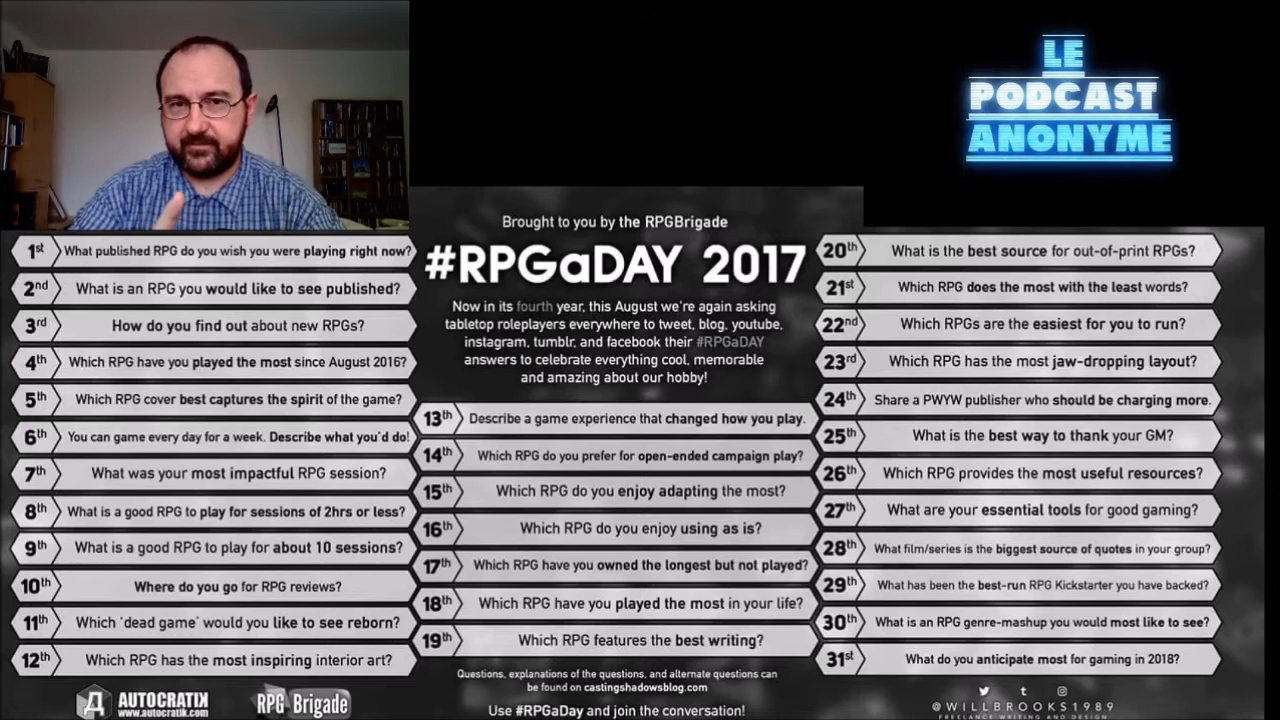 LE
PODCAST
ANONYME
Brought to you by the RPGBrigade
#RPGaDAY 2017
Now in its fourth year, this August we're again asking
tabletop roleplayers everywhere to tweet, blog, youtube,
instagram, tumblr, and facebook their #RPGaDAY
answers to celebrate everything cool, memorable
and amazing about our hobby!
1st What published RPG do you wish you were playing right now?
2nd What is an RPG you would like to see published?
3rd How do you find out about new RPGs?
4th Which RPG have you played the most since August 2016?
5th Which RPG cover best captures the spirit of the game?
6th You can game every day for a week. Describe what you'd do!
7th What was your most impactful RPG session?
8th What is a good RPG to play for sessions of 2hrs or less?
9th What is a good RPG to play for about 10 sessions?
10th Where do you go for RPG reviews?
11th Which 'dead game' would you like to see reborn?
12th Which RPG has the most inspiring interior art?
13th Describe a game experience that changed how you play.
14th Which RPG do you prefer for open-ended campaign play?
15th Which RPG do you enjoy adapting the most?
16th Which RPG do you enjoy using as is?
17th Which RPG have you owned the longest but not played?
18th Which RPG have you played the most in your life?
19th Which RPG features the best writing?
20th What is the best source for out-of-print RPGs?
21st Which RPG does the most with the least words?
22nd Which RPGs are the easiest for you to run?
23rd Which RPG has the most jaw-dropping layout?
24th Share a PWYW publisher who should be charging more.
25th What is the best way to thank your GM?
26th Which RPG provides the most useful resources?
27th What are your essential tools for good gaming?
28th What film/series is the biggest source of quotes in your group?
29th What has been the best-run RPG Kickstarter you have backed?
30th What is an RPG genre-mashup you would most like to see?
31st What do you anticipate most for gaming in 2018?
AUTOCRATIK
www.autocratik.com
RPG Brigade
Questions, explanations of the questions, and alternate questions can
be found on castingshadowsblog.com
Use #RPGaDay and join the conversation!
@WILLBROOKS1989
FREELANCE WRITING AND DESIGN